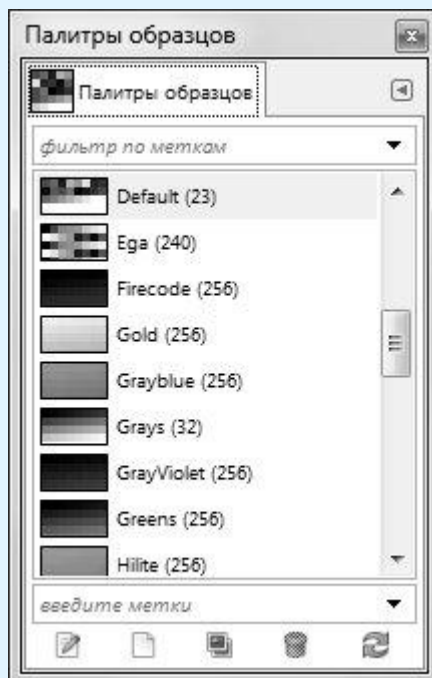 Палитры образцов
Палитры образцов
фильтр по меткам
Default (23)
Ega (240)
Firecode (256)
Gold (256)
Grayblue (256)
Grays (32)
GrayViolet (256)
Greens (256)
Hilite (256)
введите метки